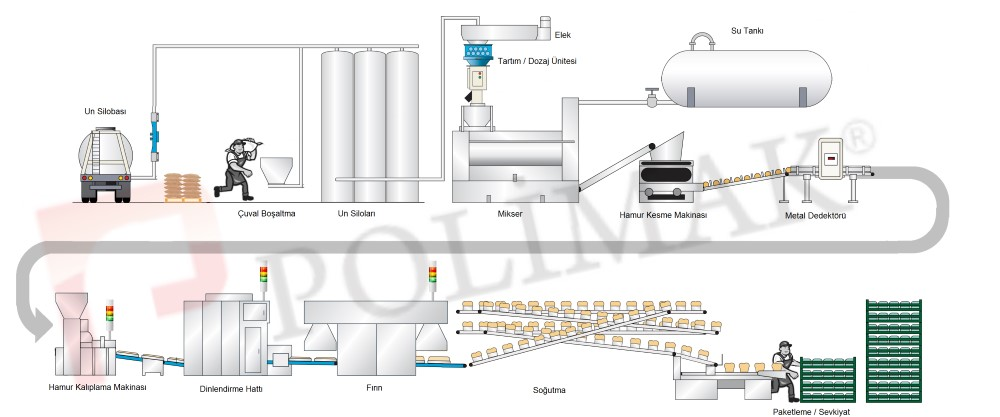 Elek
Su Tankı
Tartım / Dozaj Ünitesi
Un Silobası
Çuval Boşaltma
Un Siloları
Mikser
Hamur Kesme Makinası
Metal Dedektörü
POLİMAK®
Hamur Kalıplama Makinası
Dinlendirme Hattı
Fırın
Soğutma
Paketleme / Sevkiyat